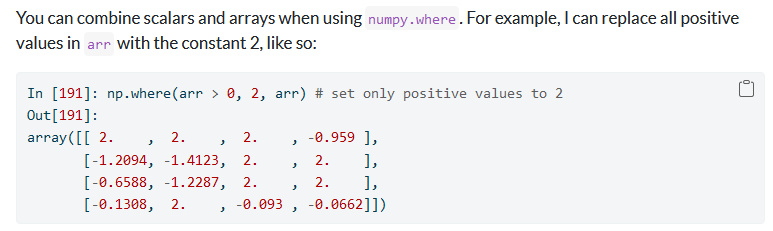 You can combine scalars and arrays when using numpy.where. For example, I can replace all positive
values in arr with the constant 2, like so:
In [191]: np.where(arr > 0, 2, arr) # set only positive values to 2
Out[191]:
array([[ 2.    ,  2.    ,  2.    , -0.959 ],
       [-1.2094, -1.4123,  2.    ,  2.    ],
       [-0.6588, -1.2287,  2.    ,  2.    ],
       [-0.1308,  2.    , -0.093 , -0.0662]])